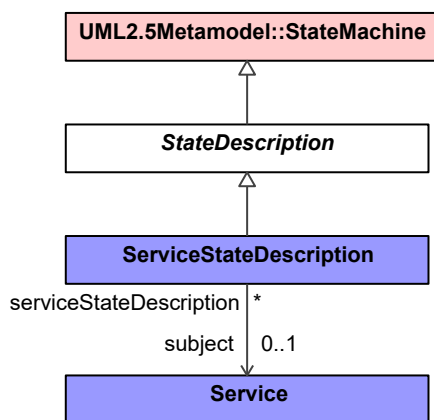 UML2.5Metamodel::StateMachine
StateDescription
ServiceStateDescription
serviceStateDescription *
subject 0..1
Service